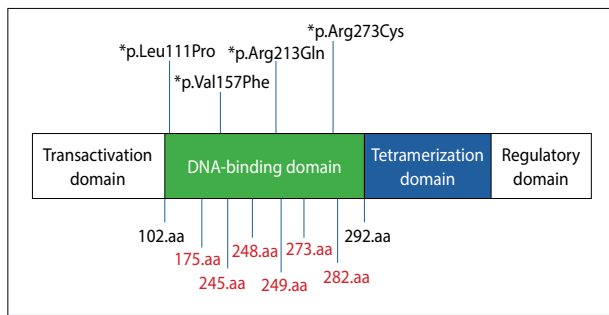 *p.Arg273Cys
*p.Leu111Pro
*p.Arg213Gln
*p.Val157Phe
Transactivation
domain
DNA-binding domain
Tetramerization
domain
Regulatory
domain
102.aa
292.aa
248.aa
273.aa
175.aa
245.aa
249.aa
282.aa